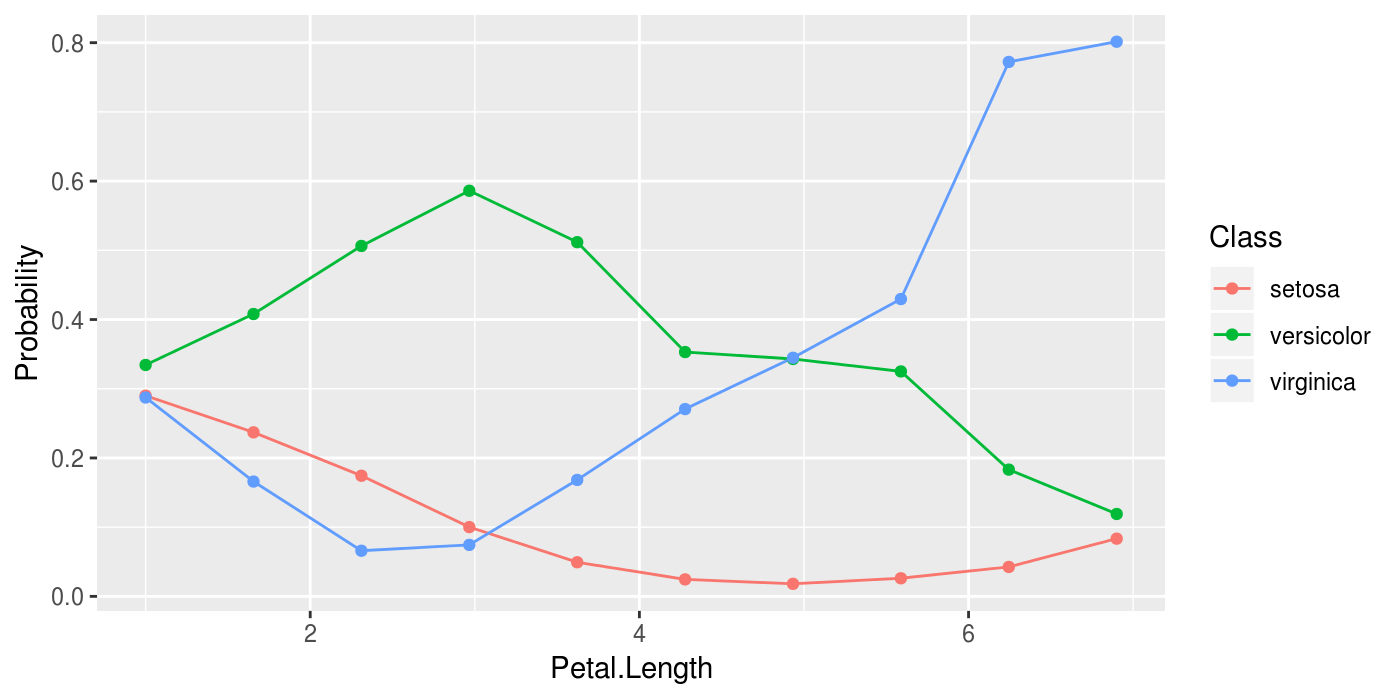 0.8
0.6
0.4
0.2
0.0
Probability
2 4 6
Petal.Length
Class
setosa
versicolor
virginica